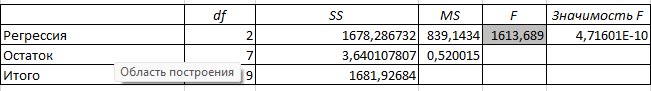 df SS MS F Значимость F
Регрессия 2 1678,286732 839,1434 1613,689 4,71601E-10
Остаток 7 3,640107807 0,520015
Область построения
Итого 9 1681,92684